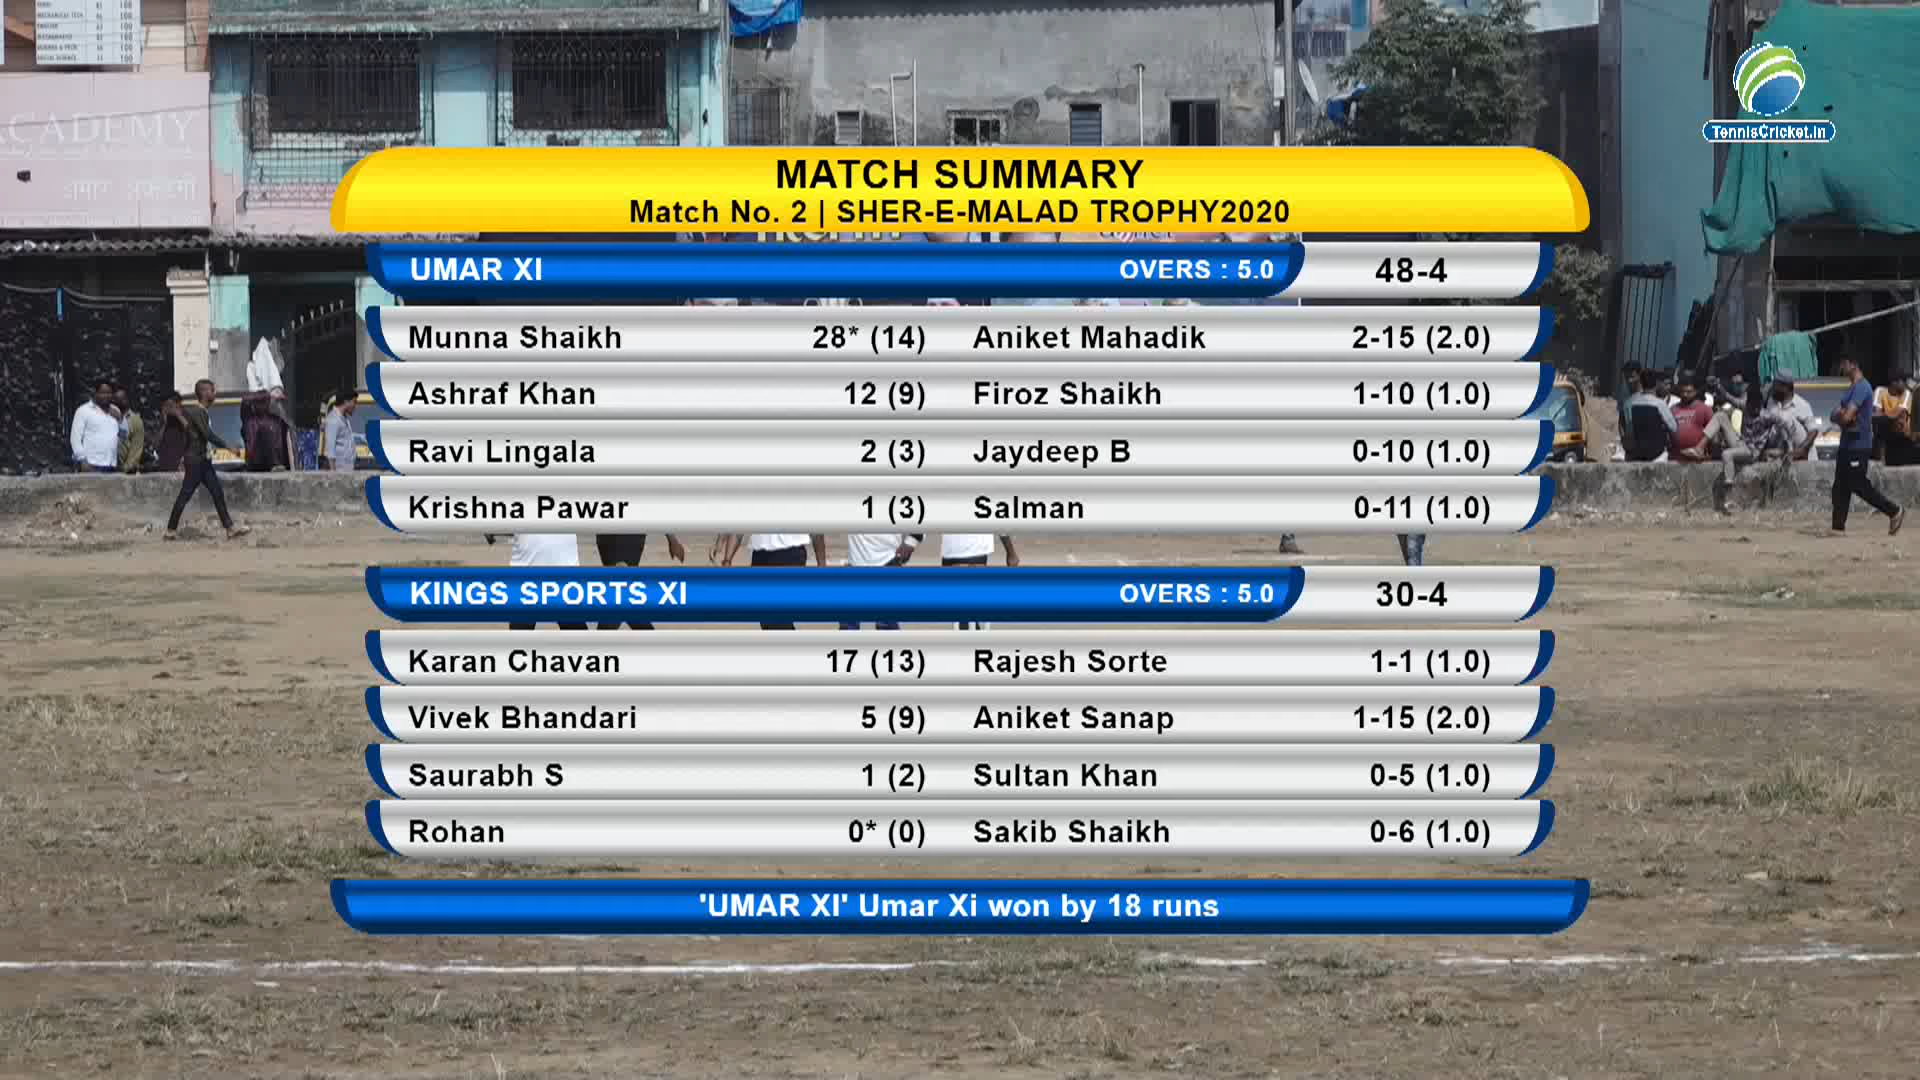 ACADEMY
TennisCricket.in
MATCH SUMMARY
Match No. 2 | SHER-E-MALAD TROPHY2020
UMAR XI OVERS : 5.0 48-4
Munna Shaikh 28* (14) Aniket Mahadik 2-15 (2.0)
Ashraf Khan 12 (9) Firoz Shaikh 1-10 (1.0)
Ravi Lingala 2 (3) Jaydeep B 0-10 (1.0)
Krishna Pawar 1 (3) Salman 0-11 (1.0)
KINGS SPORTS XI OVERS : 5.0 30-4
Karan Chavan 17 (13) Rajesh Sorte 1-1 (1.0)
Vivek Bhandari 5 (9) Aniket Sanap 1-15 (2.0)
Saurabh S 1 (2) Sultan Khan 0-5 (1.0)
Rohan 0* (0) Sakib Shaikh 0-6 (1.0)
'UMAR XI' Umar Xi won by 18 runs